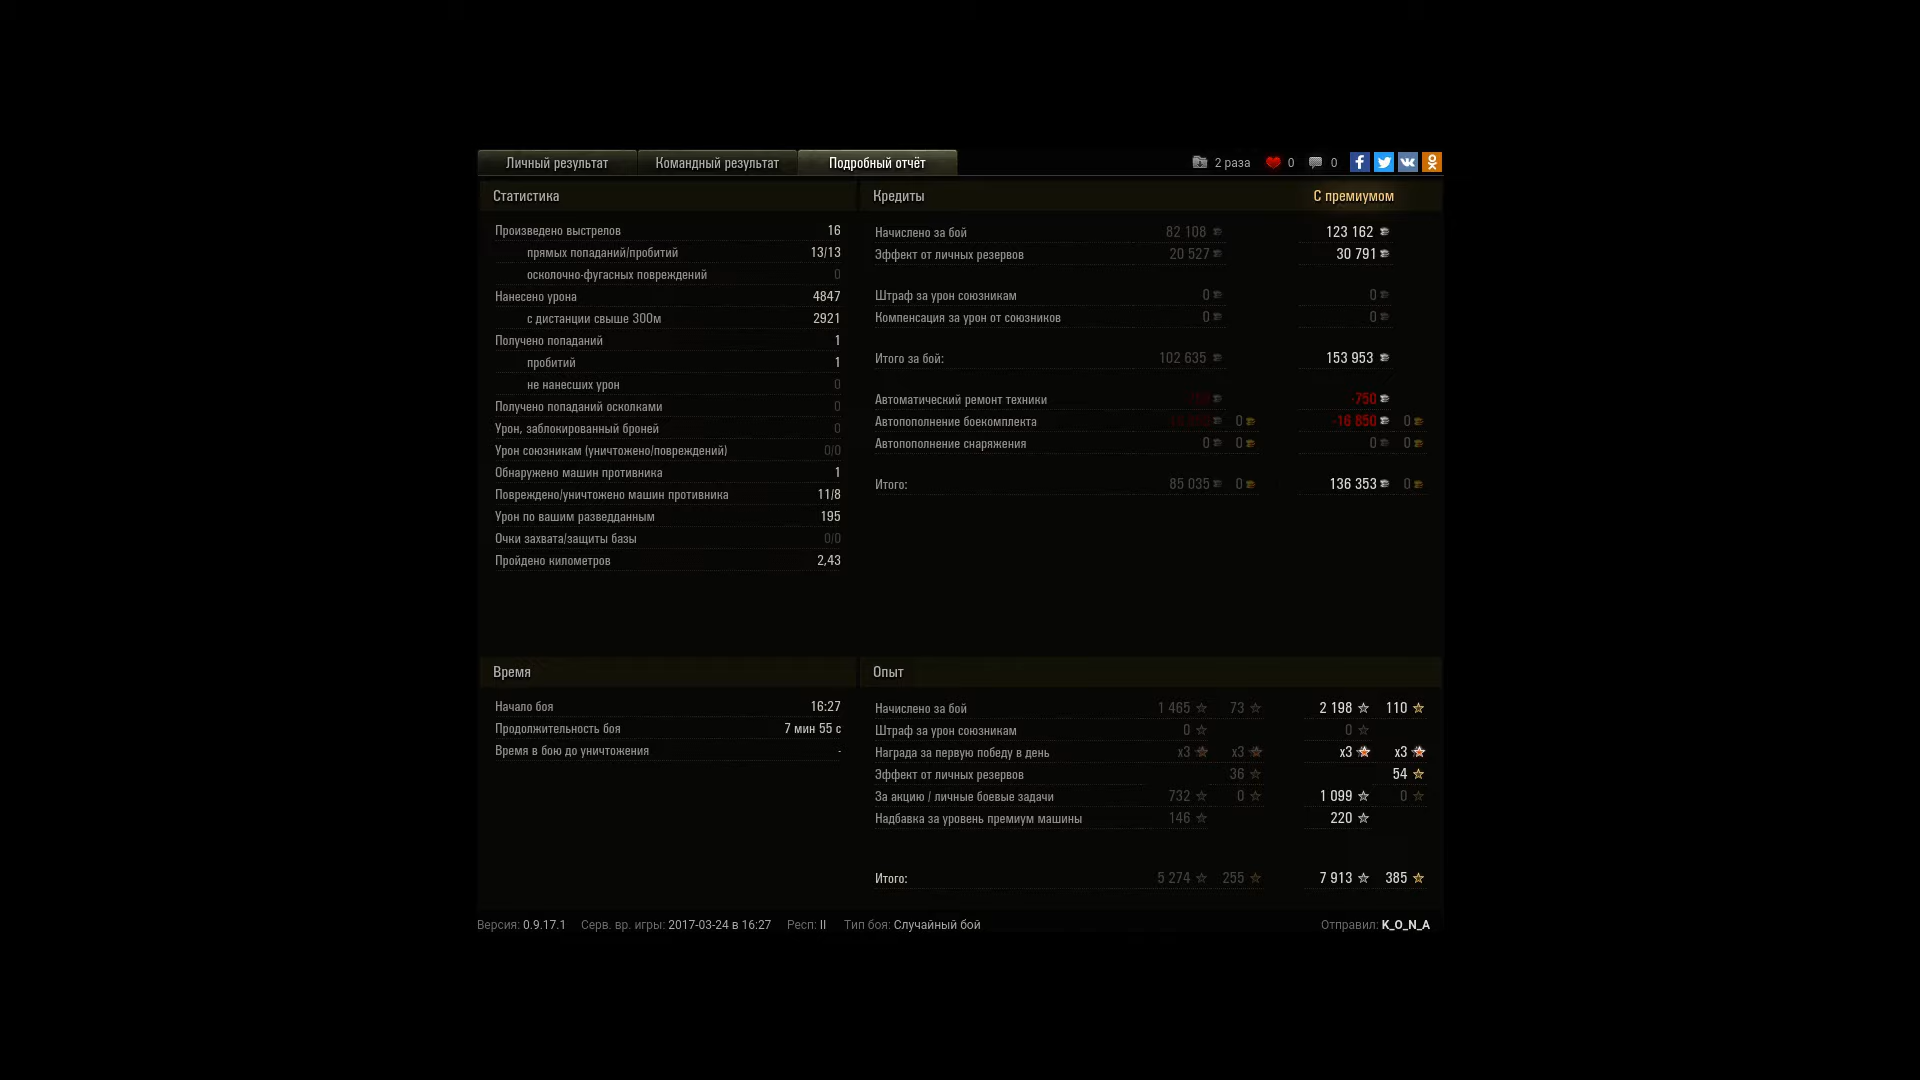 Личный результат Командный результат Подробный отчёт 2 раза 0 0
Статистика
Произведено выстрелов 16
прямых попаданий/пробитий 13/13
осколочно-фугасных повреждений 0
Нанесено урона 4847
с дистанции свыше 300м 2921
Получено попаданий 1
пробитий 1
не нанесших урон 0
Получено попаданий осколками 0
Урон, заблокированный броней 0
Урон союзникам (уничтожено/повреждений) 0/0
Обнаружено машин противника 1
Повреждено/уничтожено машин противника 11/8
Урон по вашим разведданным 195
Очки захвата/защиты базы 0/0
Пройдено километров 2,43
Кредиты С премиумом
Начислено за бой 82 108 123 162
Эффект от личных резервов 20 527 30 791
Штраф за урон союзникам 0 0
Компенсация за урон от союзников 0 0
Итого за бой: 102 635 153 953
Автоматический ремонт техники -750
Автопополнение боекомплекта 0 -16 850 0
Автопополнение снаряжения 0 0 0 0
Итого: 85 035 0 136 353 0
Время
Начало боя 16:27
Продолжительность боя 7 мин 55 с
Время в бою до уничтожения -
Опыт
Начислено за бой 1 465 73 2 198 110
Штраф за урон союзникам 0 0
Награда за первую победу в день x3 x3 x3 x3
Эффект от личных резервов 36 54
За акцию / личные боевые задачи 732 0 1 099 0
Надбавка за уровень премиум машины 146 220
Итого: 5 274 255 7 913 385
Версия: 0.9.17.1 Серв. вр. игры: 2017-03-24 в 16:27 Респ: II Тип боя: Случайный бой Отправил: K_O_N_A